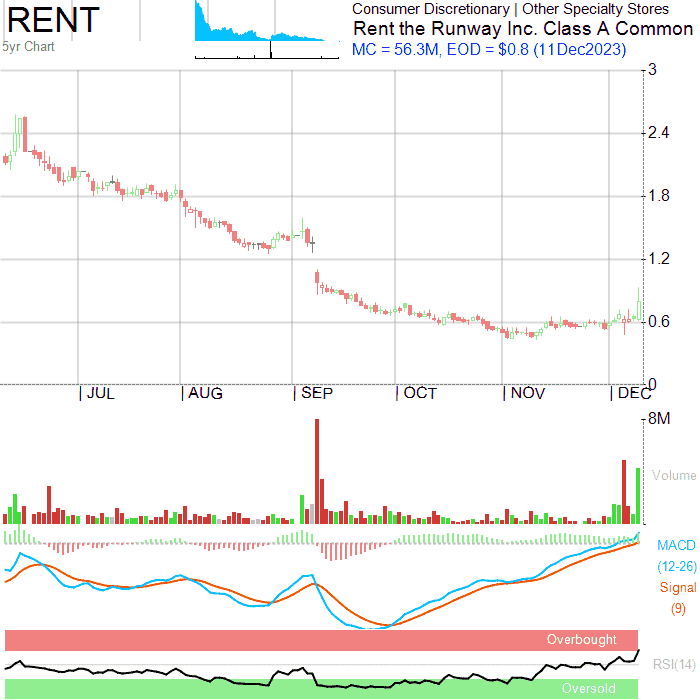 RENT
5yr Chart
Consumer Discretionary | Other Specialty Stores
Rent the Runway Inc. Class A Common
MC = 56.3M, EOD = $0.8 (11Dec2023)
3
2.4
1.8
1.2
0.6
0
JUL AUG SEP OCT NOV DEC
8M
Volume
MACD
(12-26)
Signal
(9)
Overbought
RSI(14)
Oversold